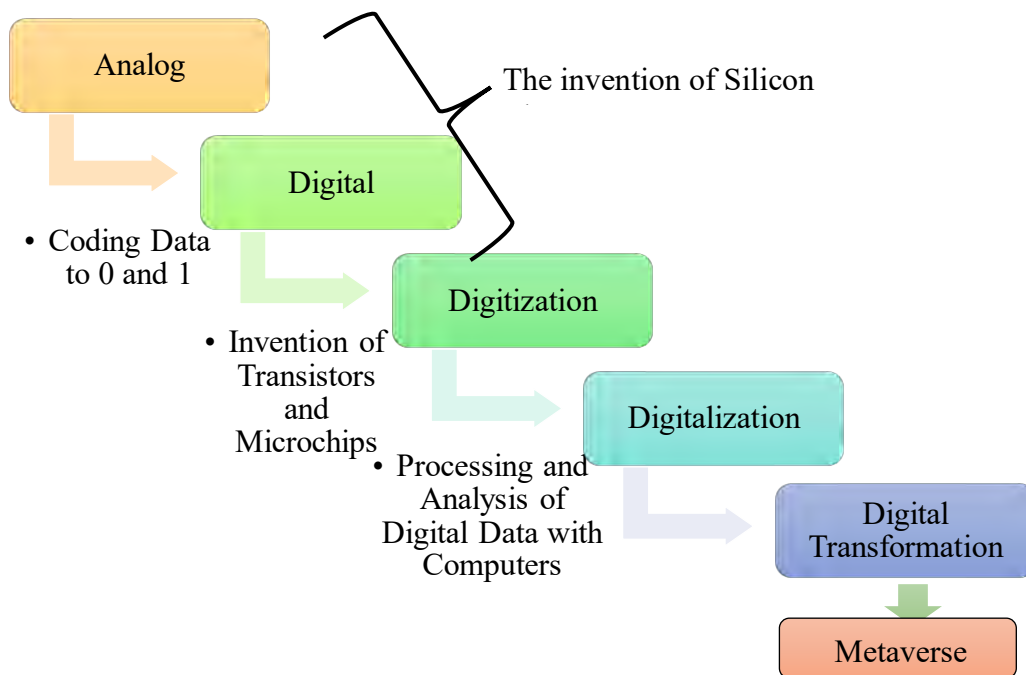 Analog
The invention of Silicon
Digital
• Coding Data
to 0 and 1
Digitization
• Invention of
Transistors
and
Microchips
Digitalization
• Processing and
Analysis of
Digital Data with
Computers
Digital
Transformation
Metaverse